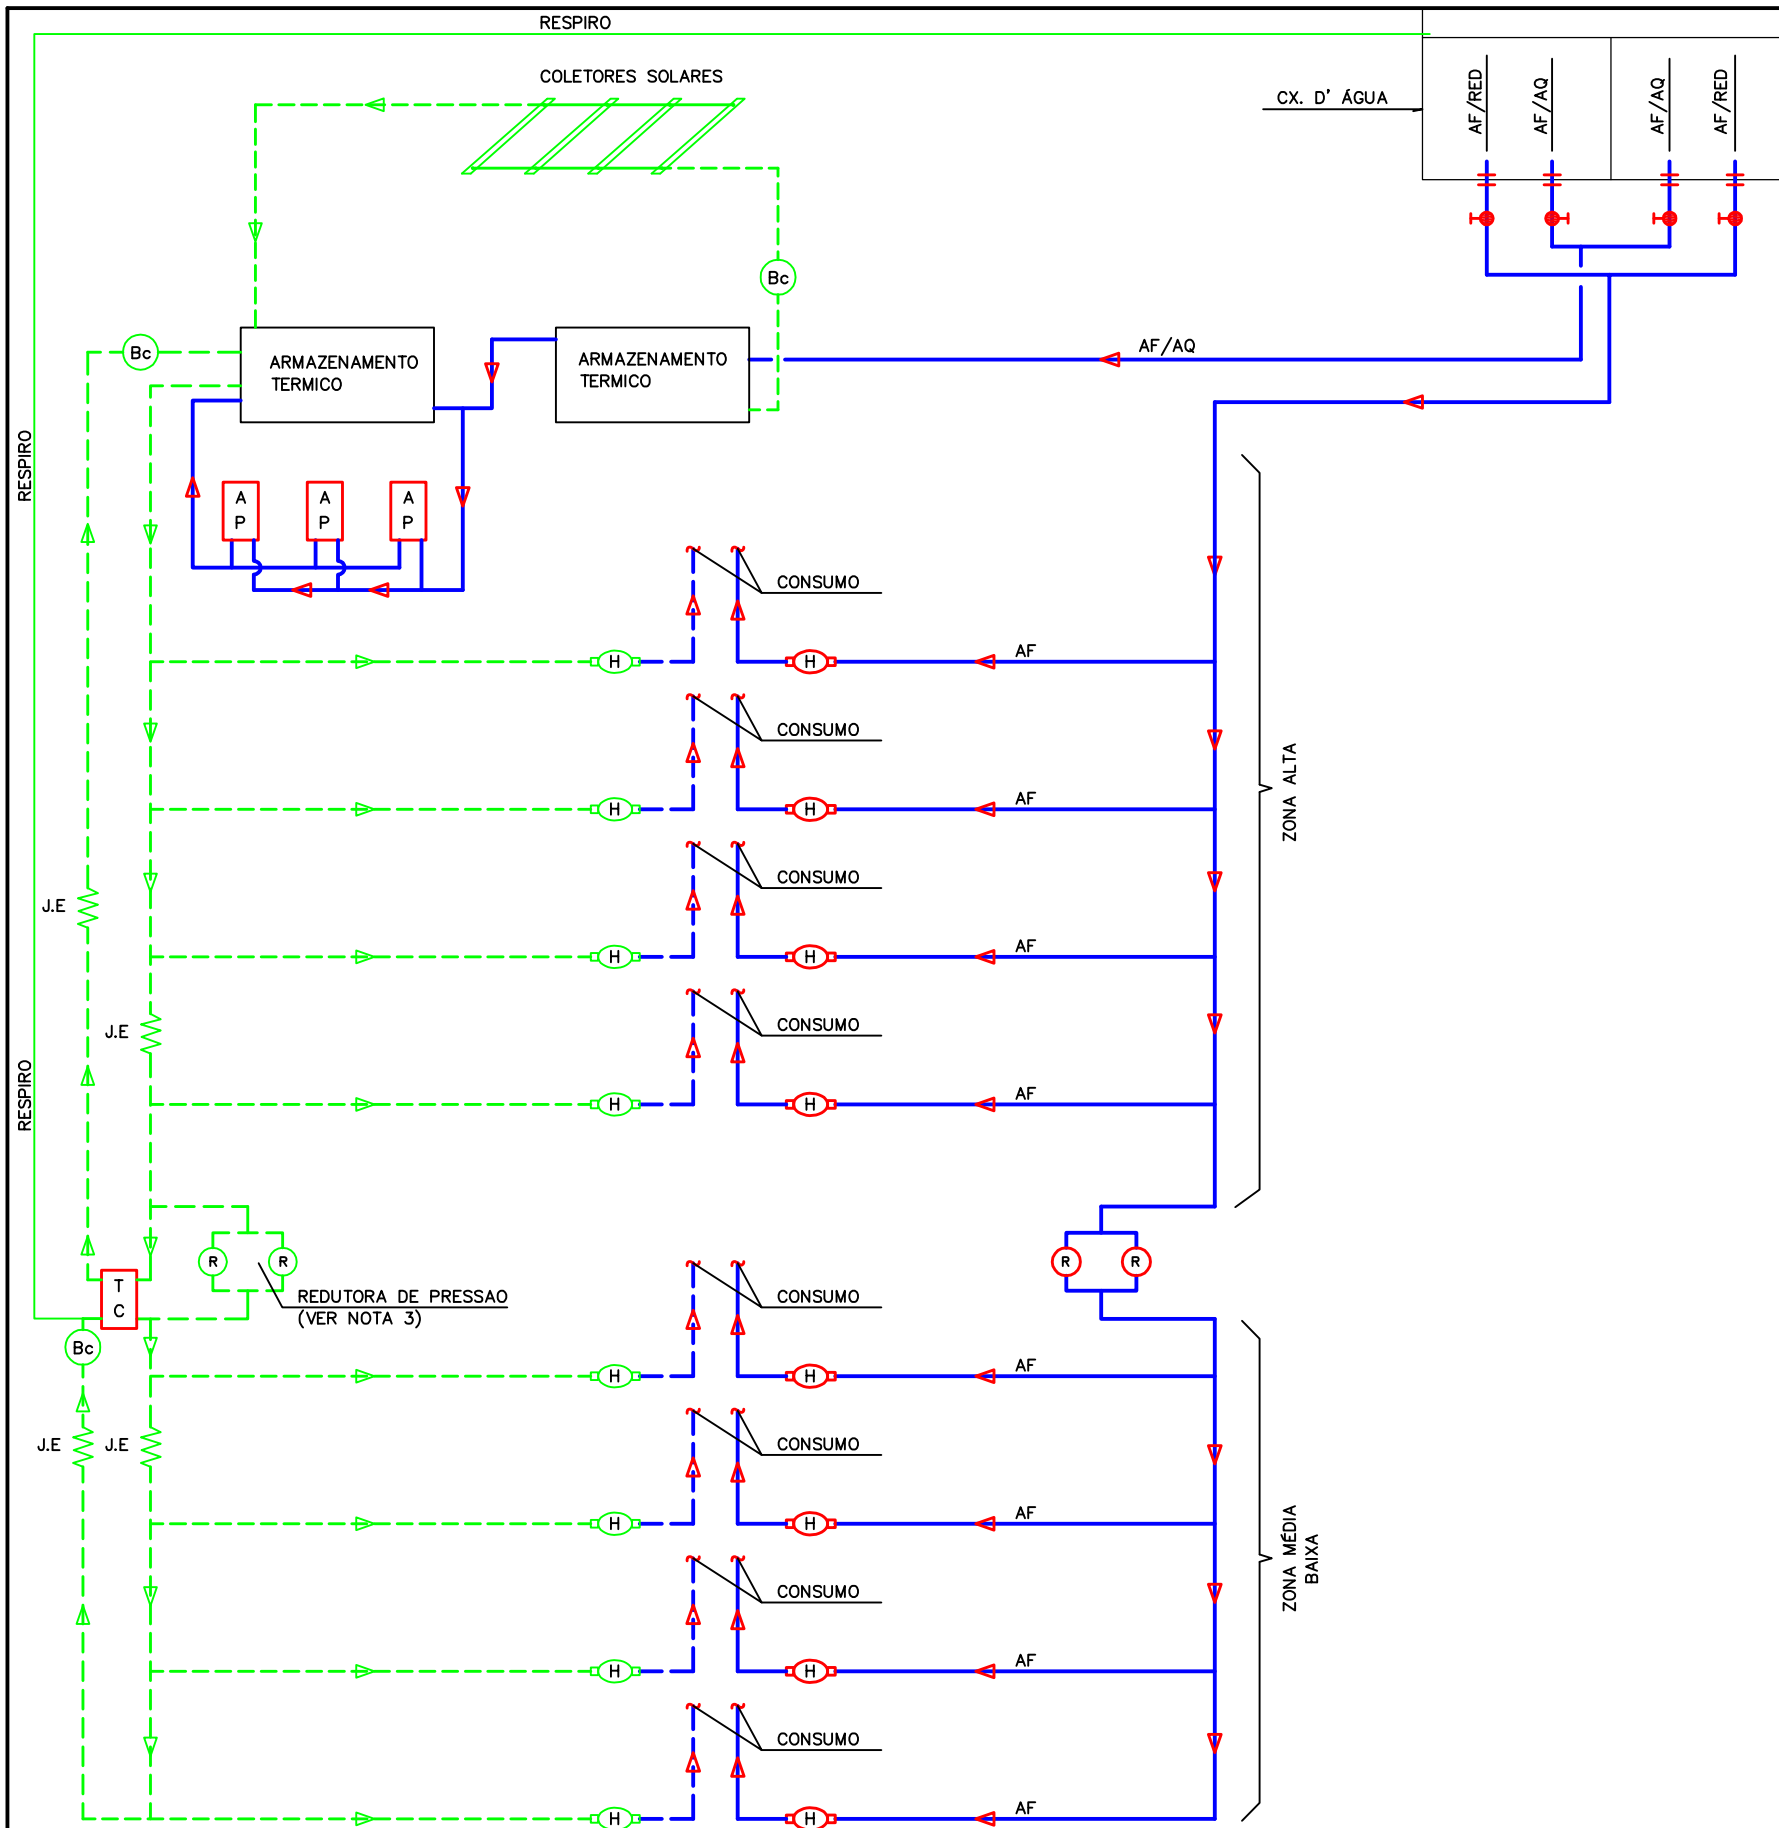 RESPIRO
COLETORES SOLARES
CX. D' ÁGUA
AF/RED
AF/AQ
AF/AQ
AF/RED
Bc
Bc
ARMAZENAMENTO
TERMICO
ARMAZENAMENTO
TERMICO
AF/AQ
RESPIRO
A
P
A
P
A
P
CONSUMO
H
H
AF
CONSUMO
H
H
AF
ZONA ALTA
CONSUMO
J.E
H
H
AF
CONSUMO
J.E
RESPIRO
H
H
AF
R
R
R
R
T
C
REDUTORA DE PRESSAO
(VER NOTA 3)
CONSUMO
Bc
H
H
AF
CONSUMO
J.E
J.E
H
H
AF
ZONA MÉDIA
BAIXA
CONSUMO
H
H
AF
CONSUMO
H
H
AF